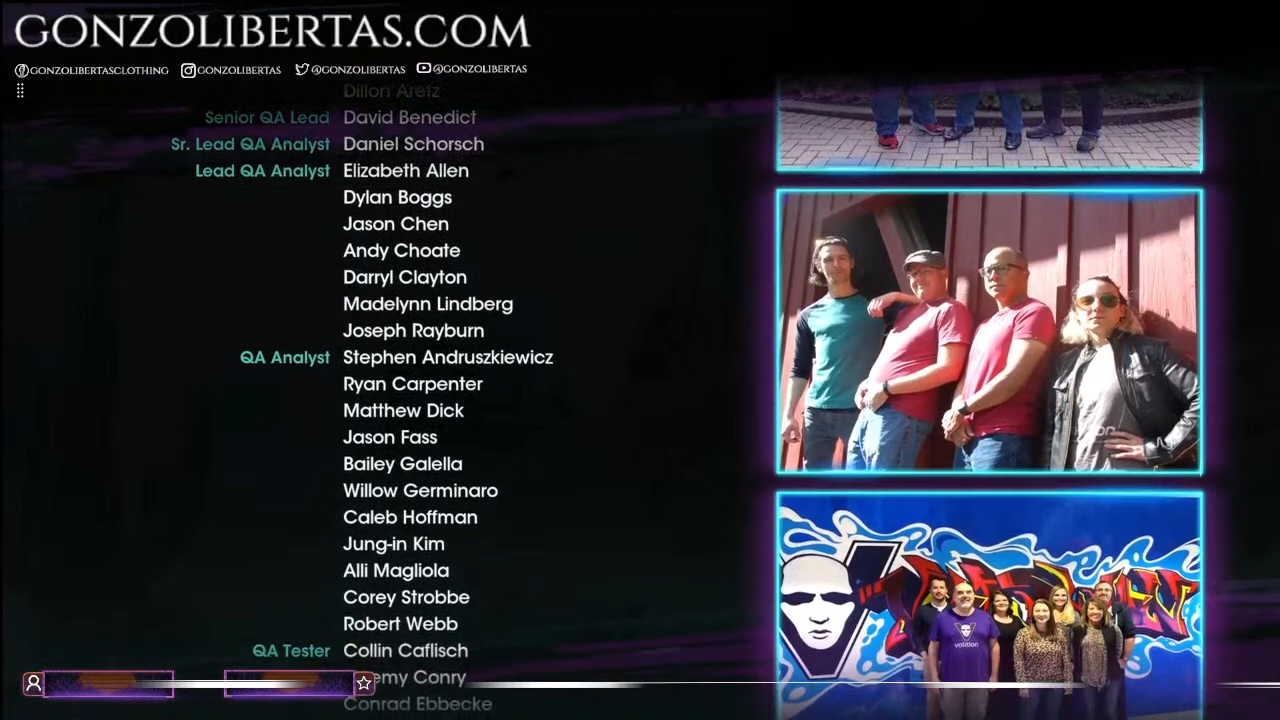 GONZOLIBERTAS.COM
GONZOLIBERTASCLOTHING GONZOLIBERTAS @GONZOLIBERTAS @GONZOLIBERTAS
Dillon Aretz
Senior QA Lead David Benedict
Sr. Lead QA Analyst Daniel Schorsch
Lead QA Analyst Elizabeth Allen
Dylan Boggs
Jason Chen
Andy Choate
Darryl Clayton
Madelynn Lindberg
Joseph Rayburn
QA Analyst Stephen Andruszkiewicz
Ryan Carpenter
Matthew Dick
Jason Fass
Bailey Galella
Willow Germinaro
Caleb Hoffman
Jung-in Kim
Alli Magliola
Corey Strobbe
Robert Webb
QA Tester Collin Caflisch
emy Conry
Conrad Ebbecke
volition